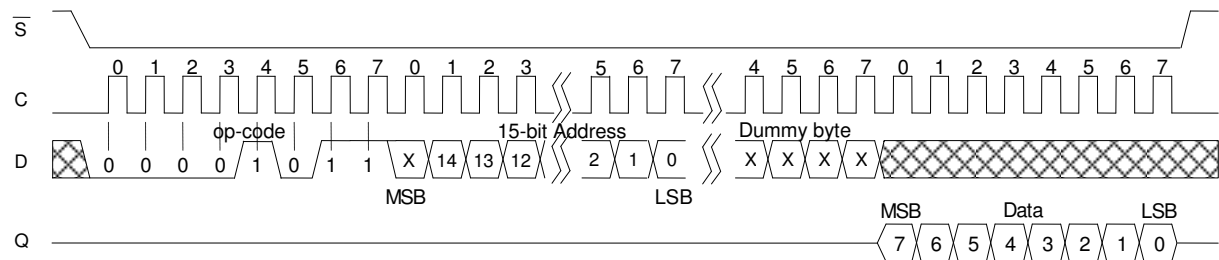 S
0 1 2 3 4 5 6 7 0 1 2 3 5 6 7 4 5 6 7 0 1 2 3 4 5 6 7
C
op-code 15-bit Address Dummy byte
D 0 0 0 0 1 0 1 1 X 14 13 12 2 1 0 X X X X
MSB LSB
MSB Data LSB
Q 7 6 5 4 3 2 1 0